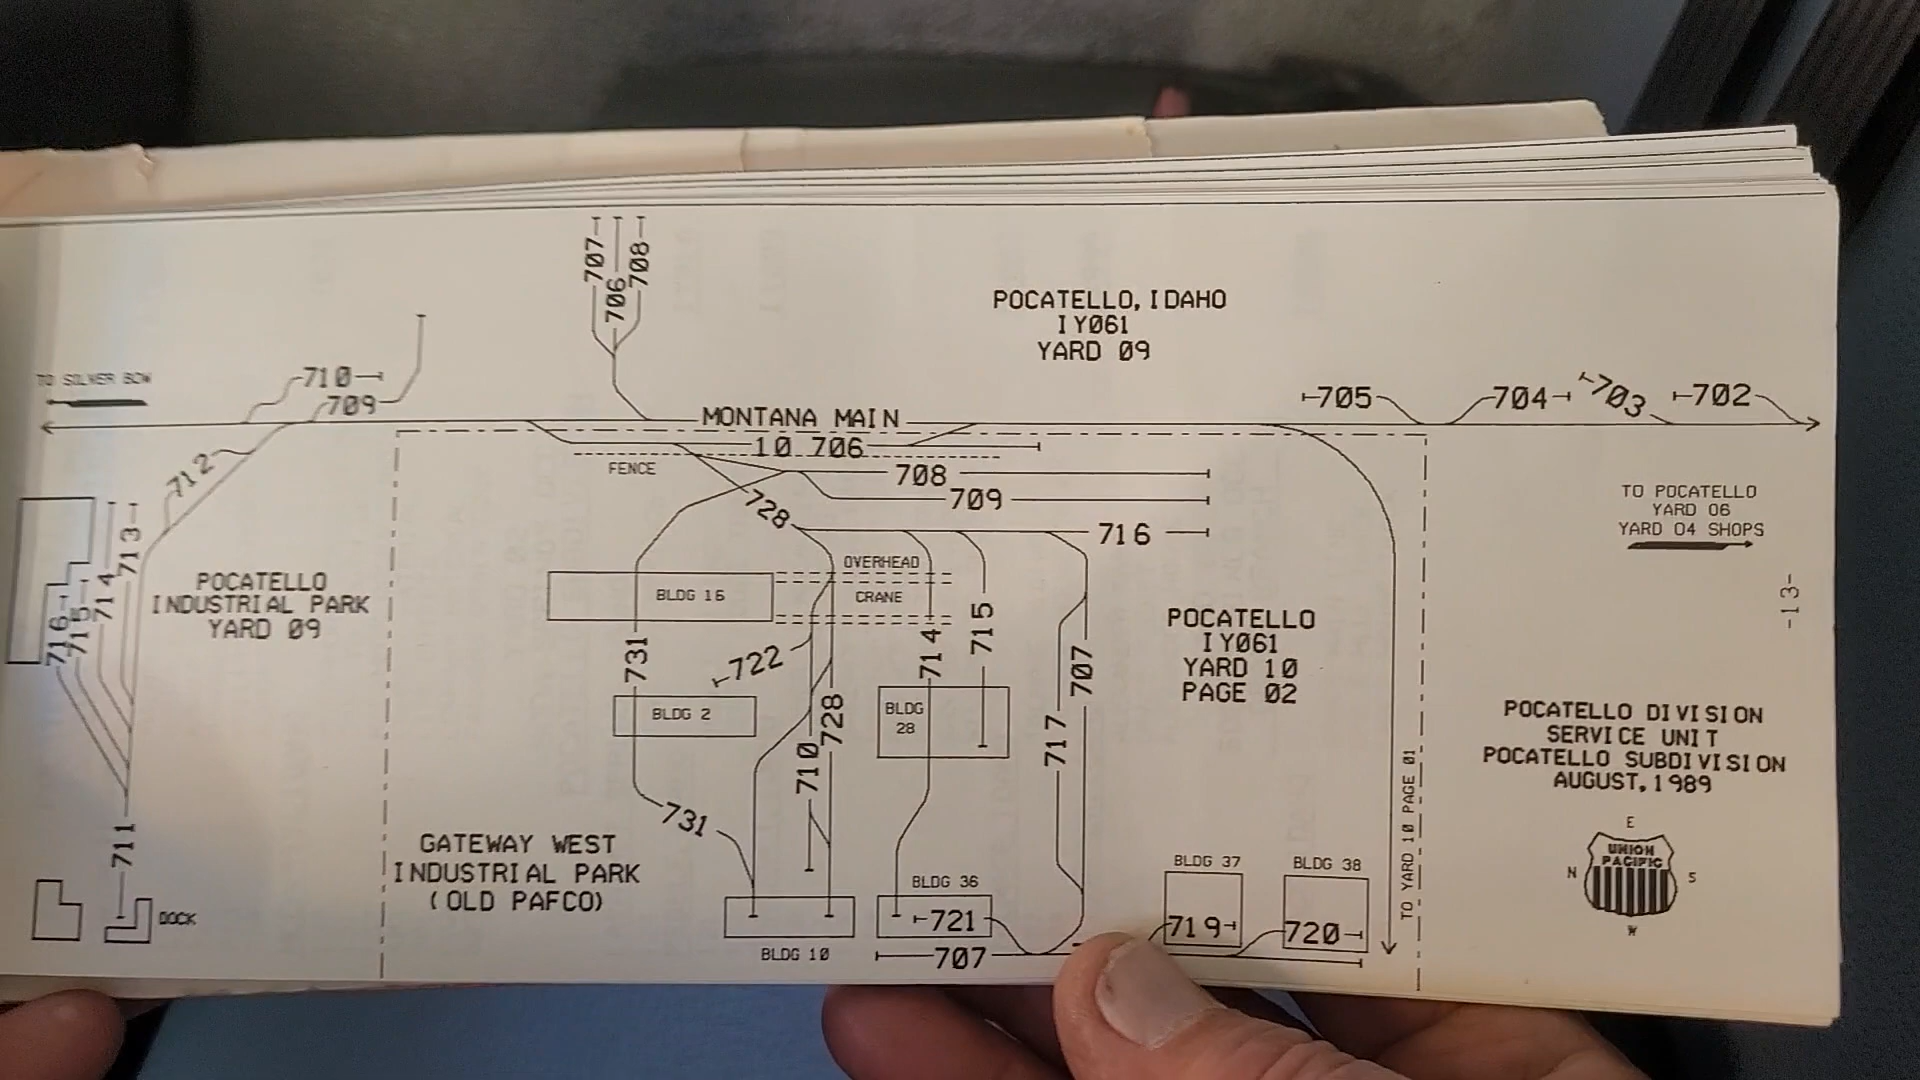 707
706
708
POCATELLO, IDAHO
IY061
YARD 09
TO SILVER BOW
710
709
MONTANA MAIN
705
704
703
702
10 706
FENCE
712
708
709
728
716
TO POCATELLO
YARD 06
YARD 04 SHOPS
OVERHEAD
CRANE
BLDG 16
716
715
714
713
POCATELLO
INDUSTRIAL PARK
YARD 09
731
722
714
715
707
POCATELLO
IY061
YARD 10
PAGE 02
-13-
BLDG 2
728
710
BLDG
28
717
POCATELLO DIVISION
SERVICE UNIT
POCATELLO SUBDIVISION
AUGUST, 1989
TO YARD 10 PAGE 01
731
711
GATEWAY WEST
INDUSTRIAL PARK
(OLD PAFCO)
BLDG 36
BLDG 37
BLDG 38
E
UNION
PACIFIC
N
S
W
DOCK
721
719
720
BLDG 10
707